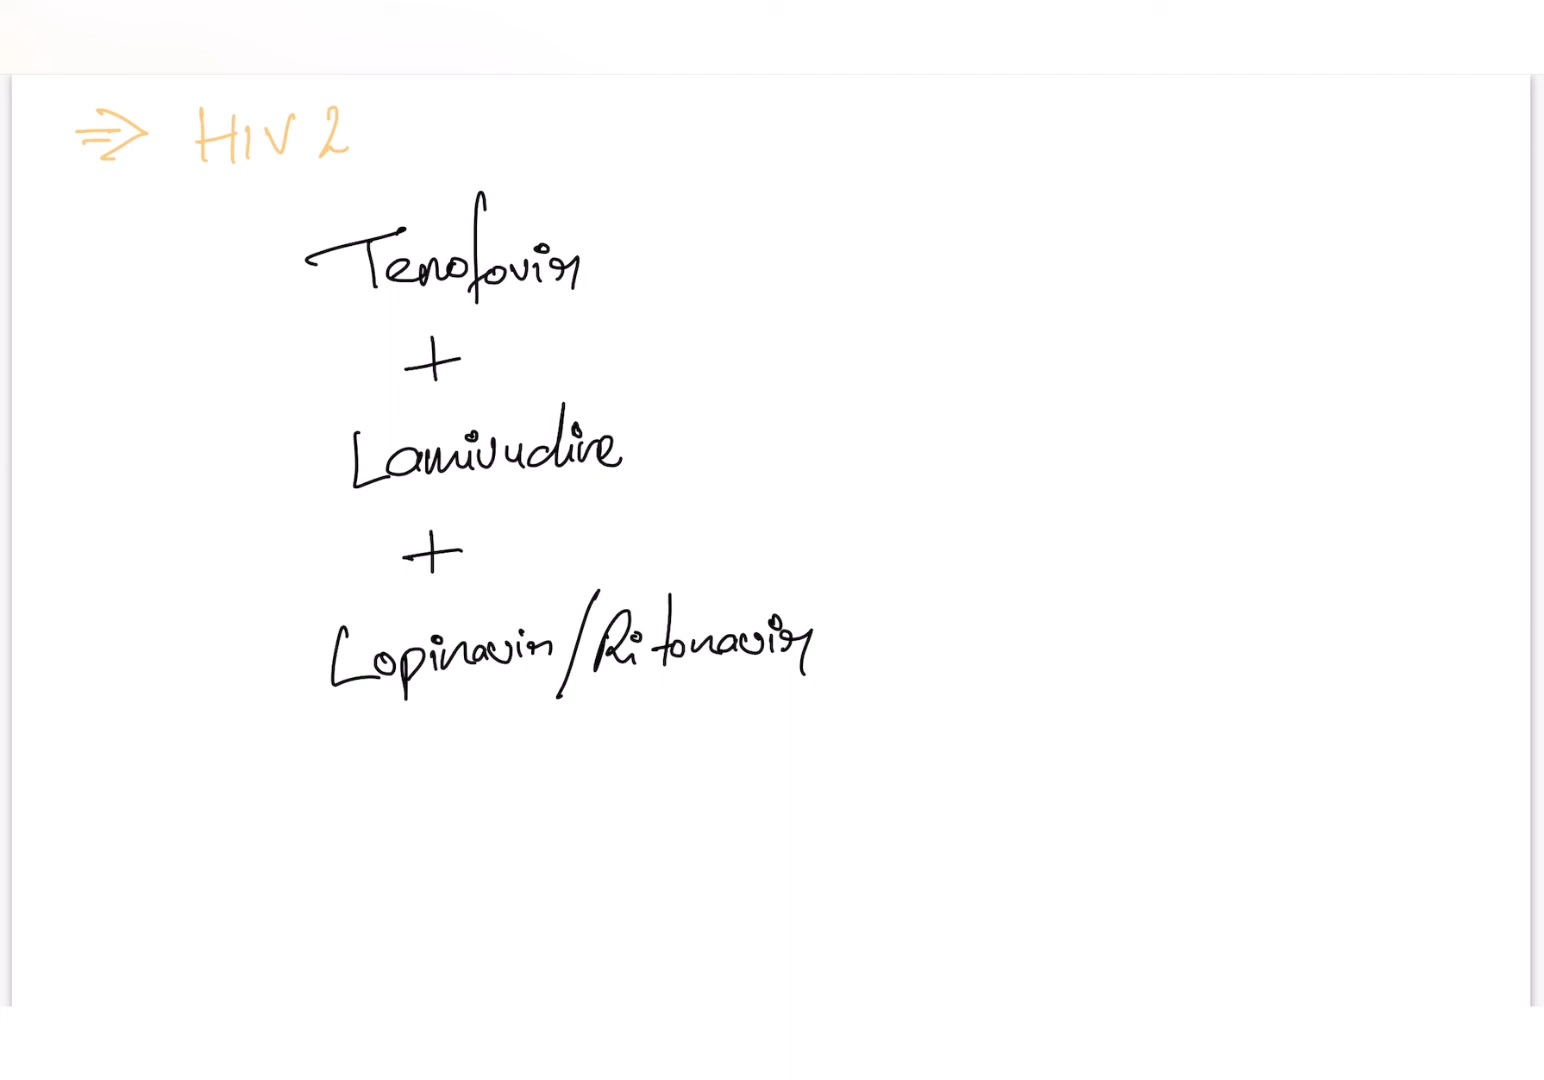 ⇒ HIV 2
Tenofovir
+
Lamivudine
+
Lopinavir/Ritonavir